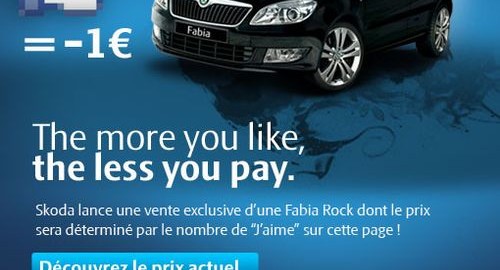 Fabia
= -1€
The more you like,
the less you pay.
Skoda lance une vente exclusive d'une Fabia Rock dont le prix
sera déterminé par le nombre de "J'aime" sur cette page !
Découvrez le prix actuel